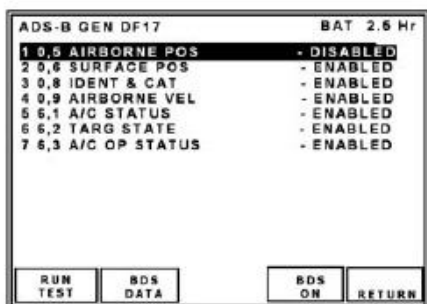 ADS-B GEN DF17 BAT 2.5 Hr
1 0,5 AIRBORNE POS - DISABLED
2 0,6 SURFACE POS - ENABLED
3 0,8 IDENT & CAT - ENABLED
4 0,9 AIRBORNE VEL - ENABLED
5 6,1 A/C STATUS - ENABLED
6 6,2 TARG STATE - ENABLED
7 6,3 A/C OP STATUS - ENABLED
RUN TEST BDS DATA BDS ON RETURN